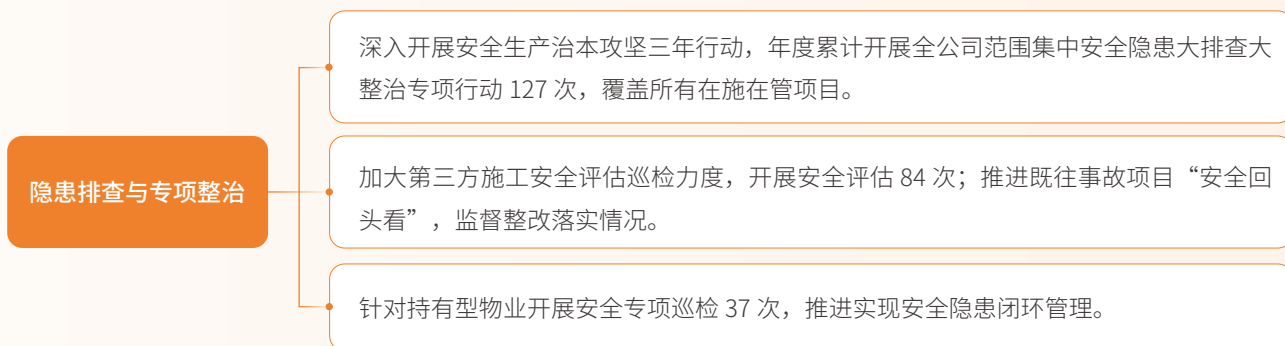 深入开展安全生产治本攻坚三年行动，年度累计开展全公司范围集中安全隐患大排查大
整治专项行动 127 次，覆盖所有在施在管项目。
隐患排查与专项整治
加大第三方施工安全评估巡检力度，开展安全评估 84 次；推进既往事故项目“安全回
头看”，监督整改落实情况。
针对持有型物业开展安全专项巡检 37 次，推进实现安全隐患闭环管理。